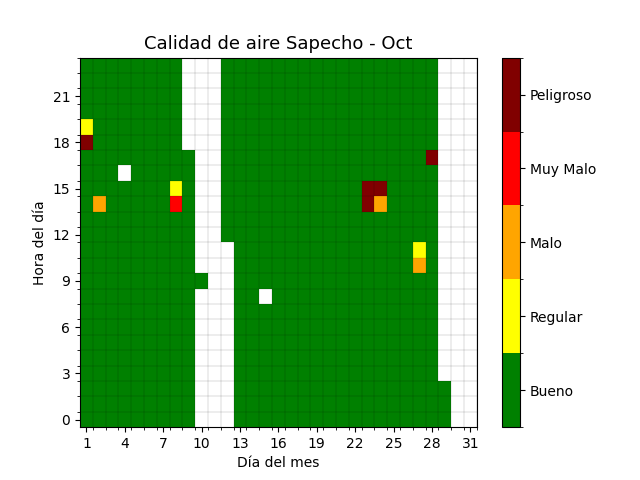 Calidad de aire Sapecho - Oct
Hora del día
21
18
15
12
9
6
3
0
1 4 7 10 13 16 19 22 25 28 31
Día del mes
Peligroso
Muy Malo
Malo
Regular
Bueno